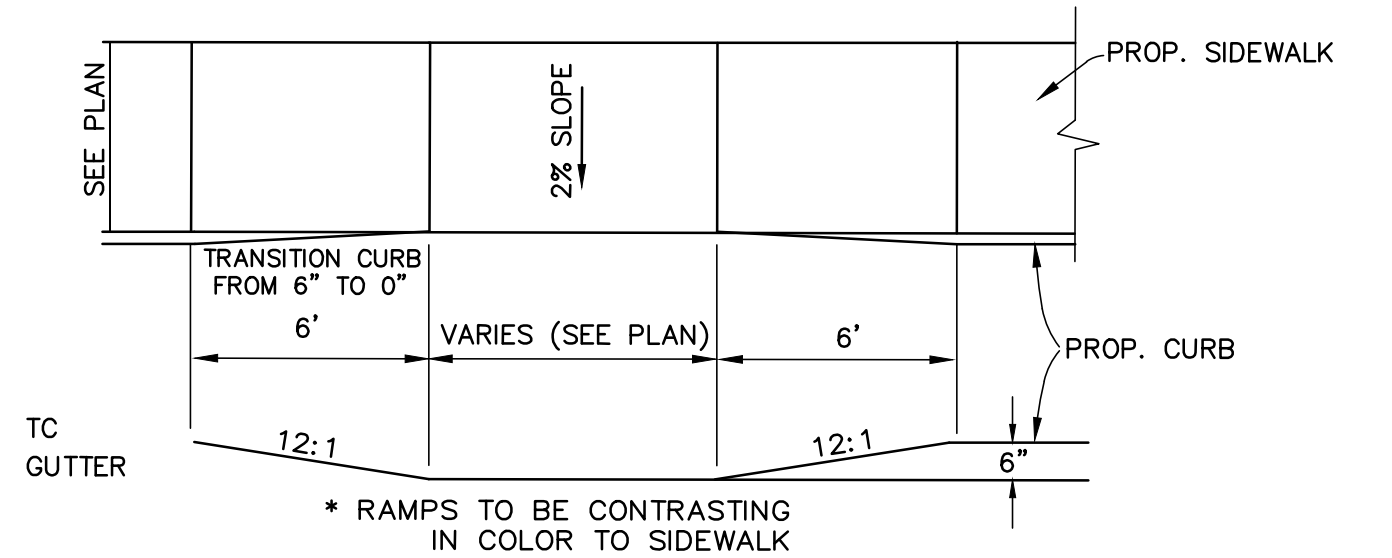 PROP. SIDEWALK
SEE PLAN
2% SLOPE
TRANSITION CURB
FROM 6” TO 0”
6’
VARIES (SEE PLAN)
6’
PROP. CURB
TC
GUTTER
12:1
12:1
6”
* RAMPS TO BE CONTRASTING
IN COLOR TO SIDEWALK